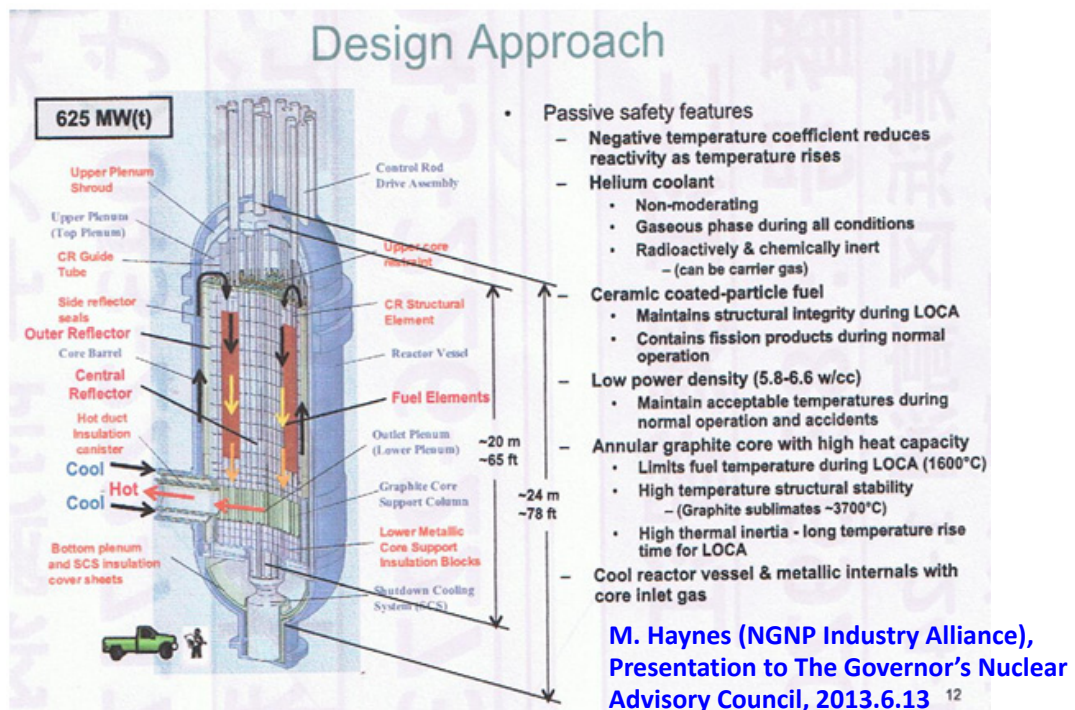 Design Approach
625 MW(t)
Upper Plenum
Shroud
Upper Plenum
(Top Plenum)
CR Guide
Tube
Side reflector
seals
Outer Reflector
Core Barrel
Central
Reflector
Hot duct
Insulation
canister
Cool
Hot
Cool
Bottom plenum
and SCS insulation
cover sheets
Control Rod
Drive Assembly
Upper core
restraint
CR Structural
Element
Reactor Vessel
Fuel Elements
Outlet Plenum
(Lower Plenum)
Graphite Core
Support Column
Lower Metallic
Core Support
Insulation Blocks
Shutdown Cooling
System (SCS)
~20 m
~65 ft
~24 m
~78 ft
• Passive safety features
– Negative temperature coefficient reduces
reactivity as temperature rises
– Helium coolant
• Non-moderating
• Gaseous phase during all conditions
• Radioactively & chemically inert
– (can be carrier gas)
– Ceramic coated-particle fuel
• Maintains structural integrity during LOCA
• Contains fission products during normal
operation
– Low power density (5.8-6.6 w/cc)
• Maintain acceptable temperatures during
normal operation and accidents
– Annular graphite core with high heat capacity
• Limits fuel temperature during LOCA (1600°C)
• High temperature structural stability
– (Graphite sublimates ~3700°C)
• High thermal inertia - long temperature rise
time for LOCA
– Cool reactor vessel & metallic internals with
core inlet gas
M. Haynes (NGNP Industry Alliance),
Presentation to The Governor's Nuclear
Advisory Council, 2013.6.13
12